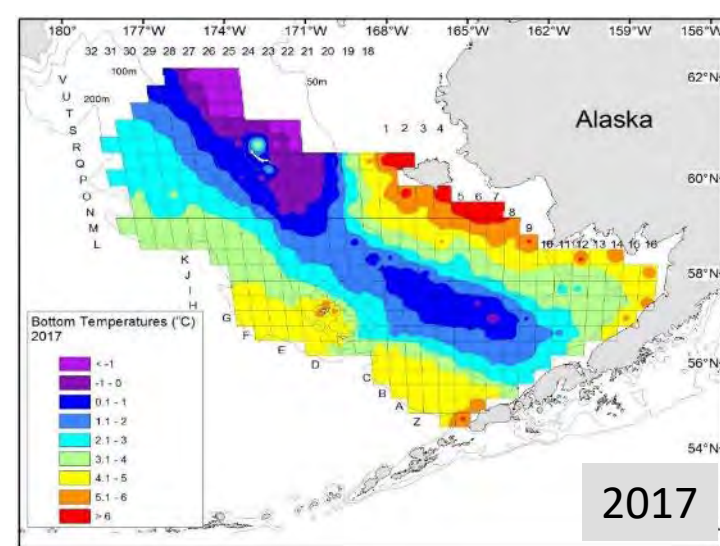 180° 177°W 174°W 171°W 168°W 165°W 162°W 159°W 156°W
32 31 30 29 28 27 26 25 24 23 22 21 20 19 18
100m
50m
62°N
V
U
200m
T
S
1 2 3 4
Alaska
R
Q
60°N
P
O
5 6 7
N
8
M
9
L
10 11 12 13 14 15 16
K
58°N
J
I
H
G
F
E
D
C
B
A
Z
56°N
54°N
Bottom Temperatures (°C)
2017
< -1
-1 - 0
0.1 - 1
1.1 - 2
2.1 - 3
3.1 - 4
4.1 - 5
5.1 - 6
> 6
2017